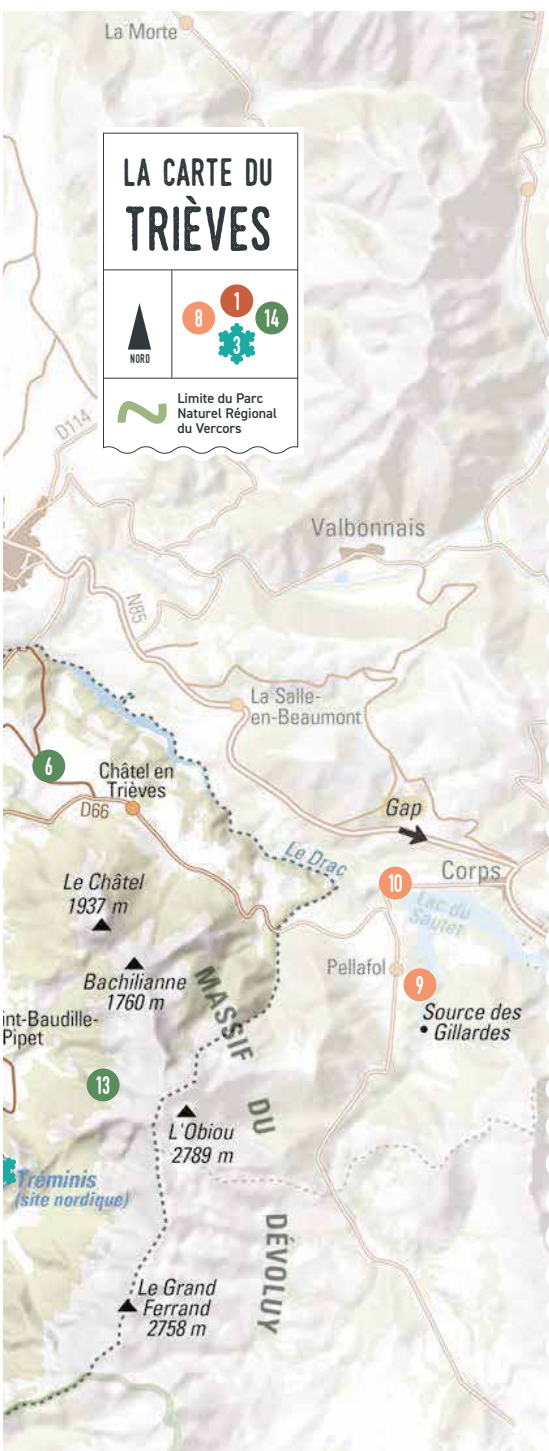 La Morte
LA CARTE DU
TRIÈVES
8
1
14
3
NORD
Limite du Parc
Naturel Régional
du Vercors
D114
Valbonnais
N85
La Salle-
en-Beaumont
6
Châtel en
Trièves
D66
Gap
Le Drac
Le Châtel
1937 m
10
Corps
Lac du
Sautet
Bachilianne
1760 m
Pellafol
9
Source des
Gillardes
int-Baudille-
Pipet
MASSIF
DU
DÉVOLUY
13
L'Obiou
2789 m
Tréminis
(site nordique)
Le Grand
Ferrand
2758 m